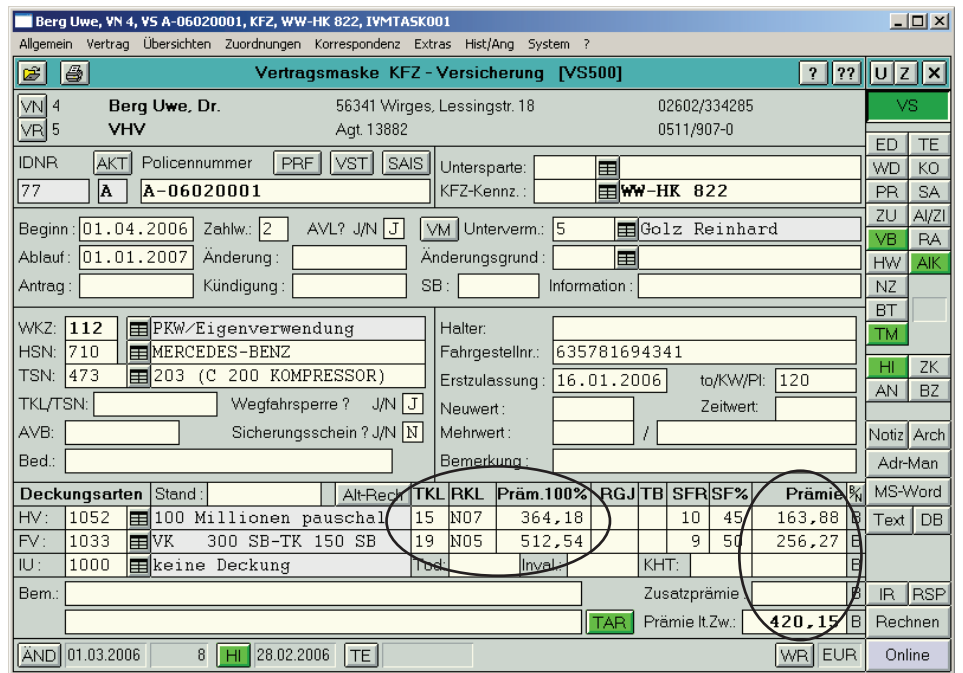 Berg Uwe, VN 4, VS A-06020001, KFZ, WW-HK 822, IVMTASK001
Allgemein Vertrag Übersichten Zuordnungen Korrespondenz Extras Hist/Ang System ?
Vertragsmaske KFZ - Versicherung [VS500] ? ?? U Z X
VN 4 Berg Uwe, Dr. 56341 Wirges, Lessingstr. 18 02602/334285 VS
VR 5 VHV Agt. 13882 0511/907-0
ED TE
IDNR AKT Policennummer PRF VST SAIS Untersparte: WD KO
77 A A-06020001 KFZ-Kennz. : WW-HK 822 PR SA
ZU AI/ZI
Beginn : 01.04.2006 Zahlw.: 2 AVL? J/N J VM Unterverm.: 5 Golz Reinhard VB RA
Ablauf : 01.01.2007 Änderung : Änderungsgrund : HW AIK
Antrag : Kündigung : SB : Information : NZ
BT
WKZ: 112 PKW/Eigenverwendung Halter: TM
HSN: 710 MERCEDES-BENZ Fahrgestellnr.: 635781694341 HI ZK
TSN: 473 203 (C 200 KOMPRESSOR) Erstzulassung : 16.01.2006 to/KW/Pl: 120 AN BZ
TKL/TSN: Wegfahrsperre ? J/N J Neuwert : Zeitwert:
AVB: Sicherungsschein ? J/N N Mehrwert : / Notiz Arch
Bed.: Bemerkung : Adr-Man
Deckungsarten Stand : Alt-Rech TKL RKL Präm.100% RGJ TB SFR SF% Prämie B/N MS-Word
HV : 1052 100 Millionen pauschal 15 N07 364,18 10 45 163,88 B Text DB
FV : 1033 VK 300 SB-TK 150 SB 19 N05 512,54 9 50 256,27 B
IU : 1000 keine Deckung Tod: Inval.: KHT: B
Bem.: Zusatzprämie : B IR RSP
TAR Prämie lt.Zw.: 420,15 B Rechnen
ÄND 01.03.2006 8 HI 28.02.2006 TE WR EUR Online